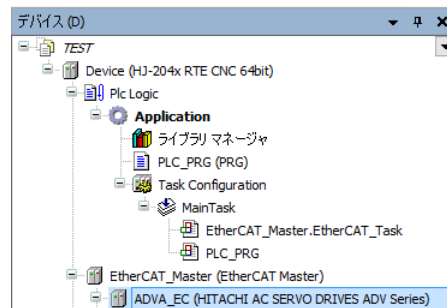 デバイス (D)
TEST
Device (HJ-204x RTE CNC 64bit)
Plc Logic
Application
ライブラリ マネージャ
PLC_PRG (PRG)
Task Configuration
MainTask
EtherCAT_Master.EtherCAT_Task
PLC_PRG
EtherCAT_Master (EtherCAT Master)
ADVA_EC (HITACHI AC SERVO DRIVES ADV Series)